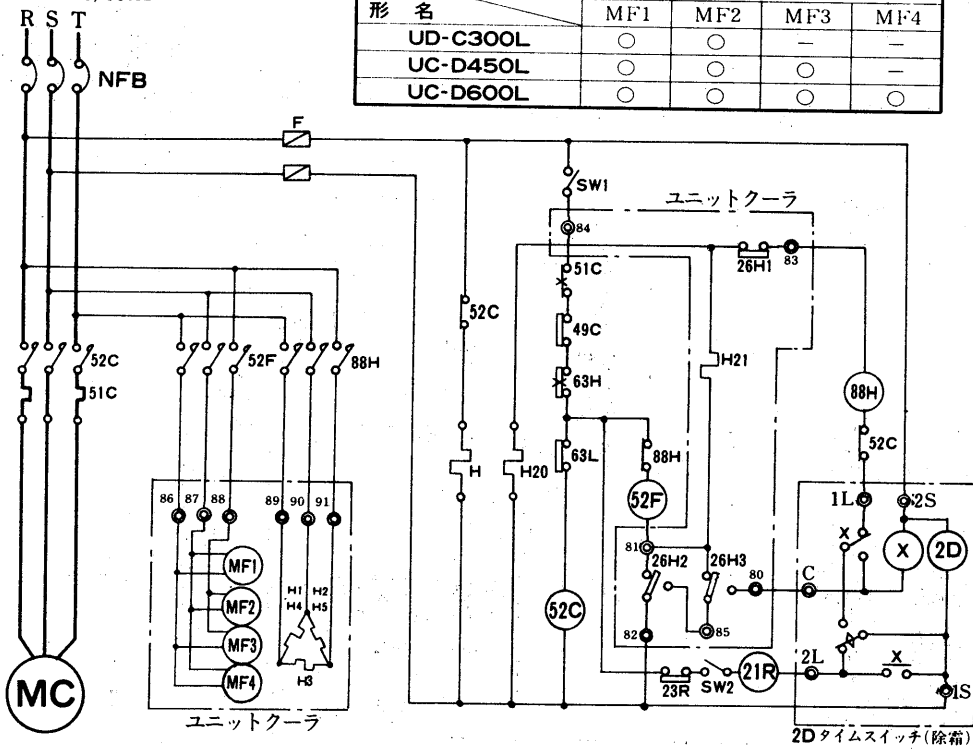 R S T
NFB
形 名 MF1 MF2 MF3 MF4
UD-C300L ○ ○ — —
UC-D450L ○ ○ ○ —
UC-D600L ○ ○ ○ ○
F
SW1
ユニットクーラ
84
26H1
83
51C
52C
49C
H21
52C
52F
88H
63H
51C
88H
52C
H
H20
63L
88H
52F
1L
2S
86 87 88 89 90 91
81
26H2
26H3
X
X
2D
MF1
H1 H2
H4 H5
80
C
MF2
52C
82
85
MF3
H3
MF4
2L
X
MC
23R
SW2
21R
1S
ユニットクーラ
2Dタイムスイッチ(除霜)